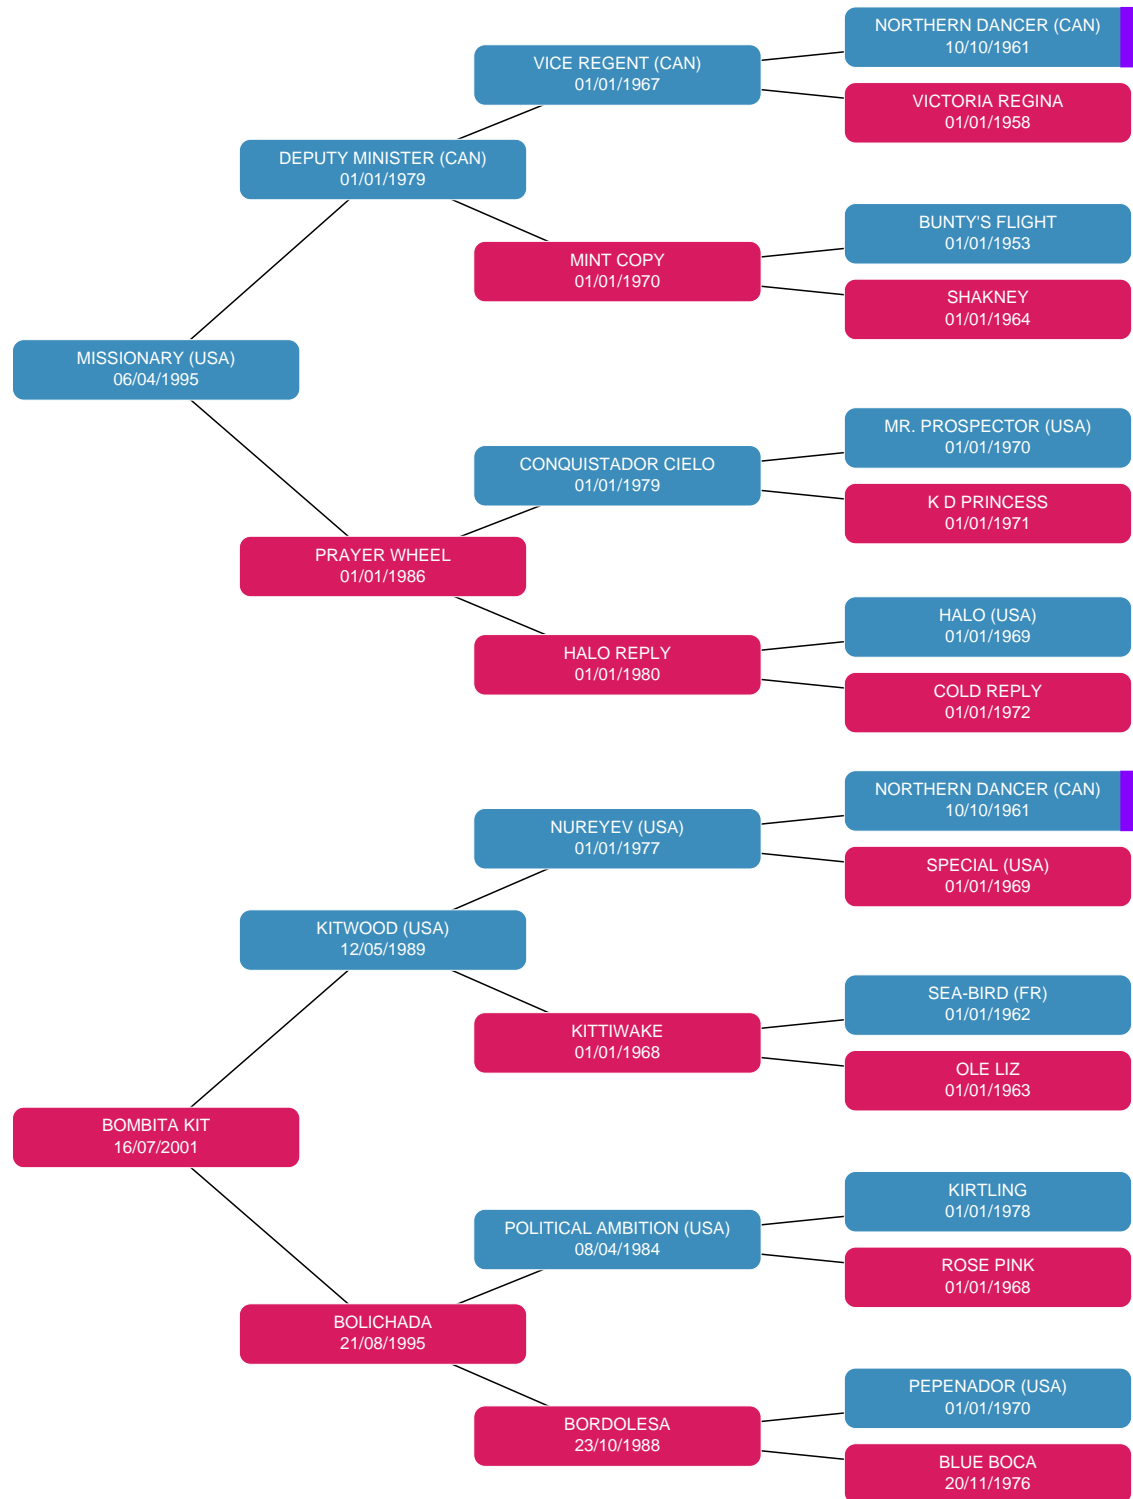 NORTHERN DANCER (CAN)
10/10/1961
VICE REGENT (CAN)
01/01/1967
VICTORIA REGINA
01/01/1958
DEPUTY MINISTER (CAN)
01/01/1979
BUNTY'S FLIGHT
01/01/1953
MINT COPY
01/01/1970
SHAKNEY
01/01/1964
MISSIONARY (USA)
06/04/1995
MR. PROSPECTOR (USA)
01/01/1970
CONQUISTADOR CIELO
01/01/1979
K D PRINCESS
01/01/1971
PRAYER WHEEL
01/01/1986
HALO (USA)
01/01/1969
HALO REPLY
01/01/1980
COLD REPLY
01/01/1972
NORTHERN DANCER (CAN)
10/10/1961
NUREYEV (USA)
01/01/1977
SPECIAL (USA)
01/01/1969
KITWOOD (USA)
12/05/1989
SEA-BIRD (FR)
01/01/1962
KITTIWAKE
01/01/1968
OLE LIZ
01/01/1963
BOMBITA KIT
16/07/2001
KIRTLING
01/01/1978
POLITICAL AMBITION (USA)
08/04/1984
ROSE PINK
01/01/1968
BOLICHADA
21/08/1995
PEPENADOR (USA)
01/01/1970
BORDOLESA
23/10/1988
BLUE BOCA
20/11/1976